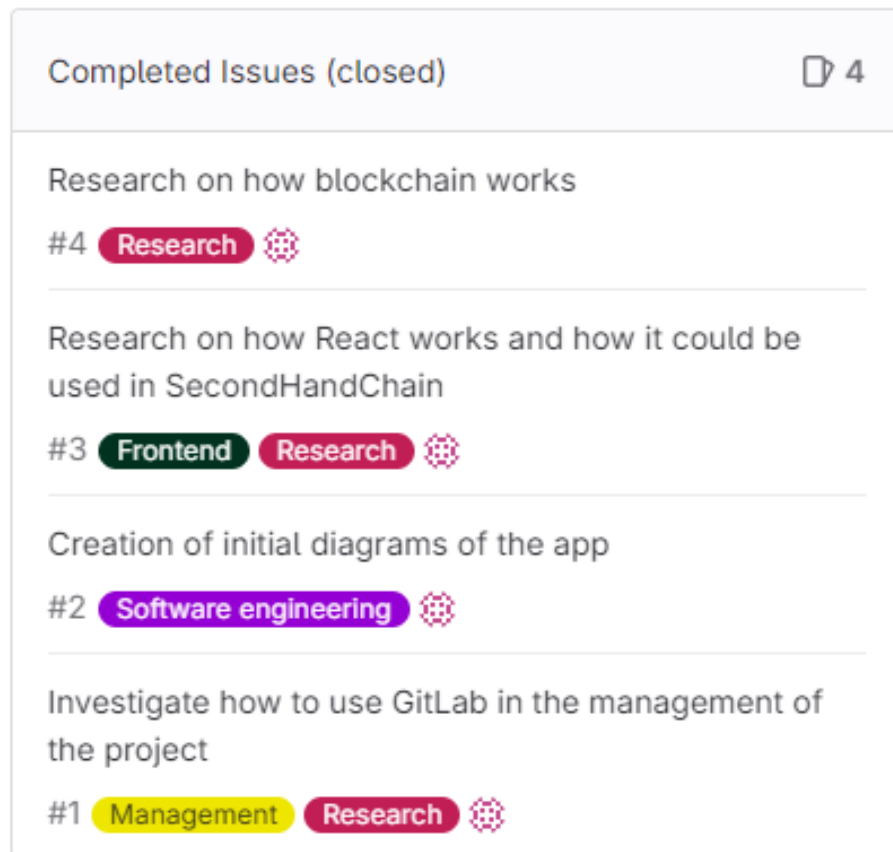 Completed Issues (closed) 4
Research on how blockchain works
#4 Research
Research on how React works and how it could be
used in SecondHandChain
#3 Frontend Research
Creation of initial diagrams of the app
#2 Software engineering
Investigate how to use GitLab in the management of
the project
#1 Management Research